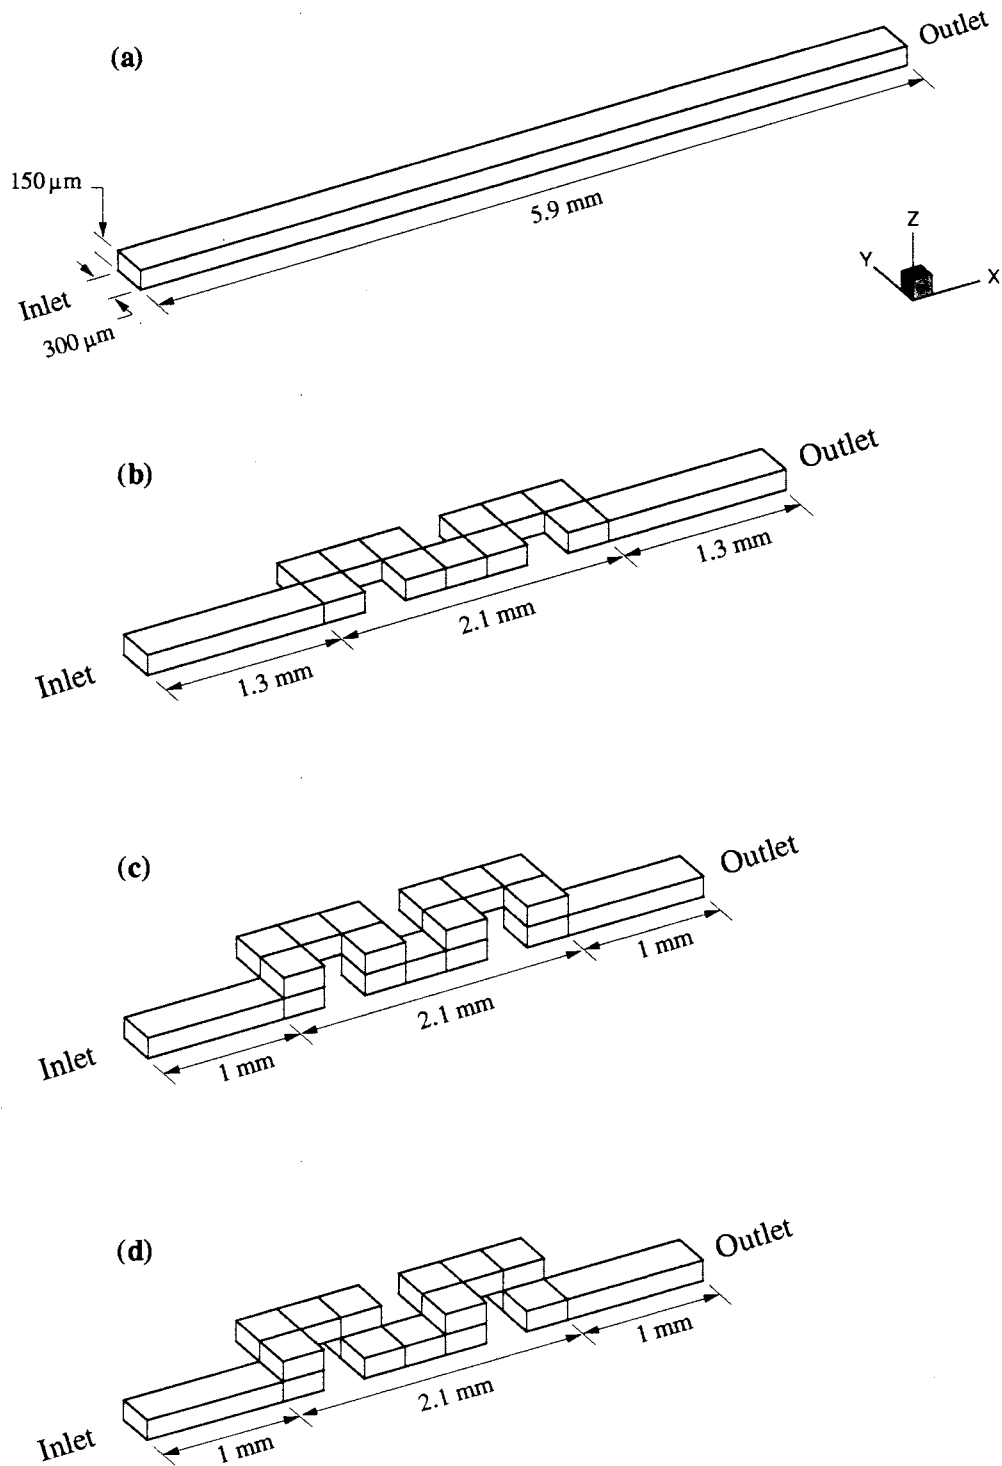 (a)
Outlet
150 μm
5.9 mm
Z
Y
X
Inlet
300 μm
(b)
Outlet
1.3 mm
2.1 mm
Inlet
1.3 mm
(c)
Outlet
1 mm
2.1 mm
Inlet
1 mm
(d)
Outlet
1 mm
2.1 mm
Inlet
1 mm